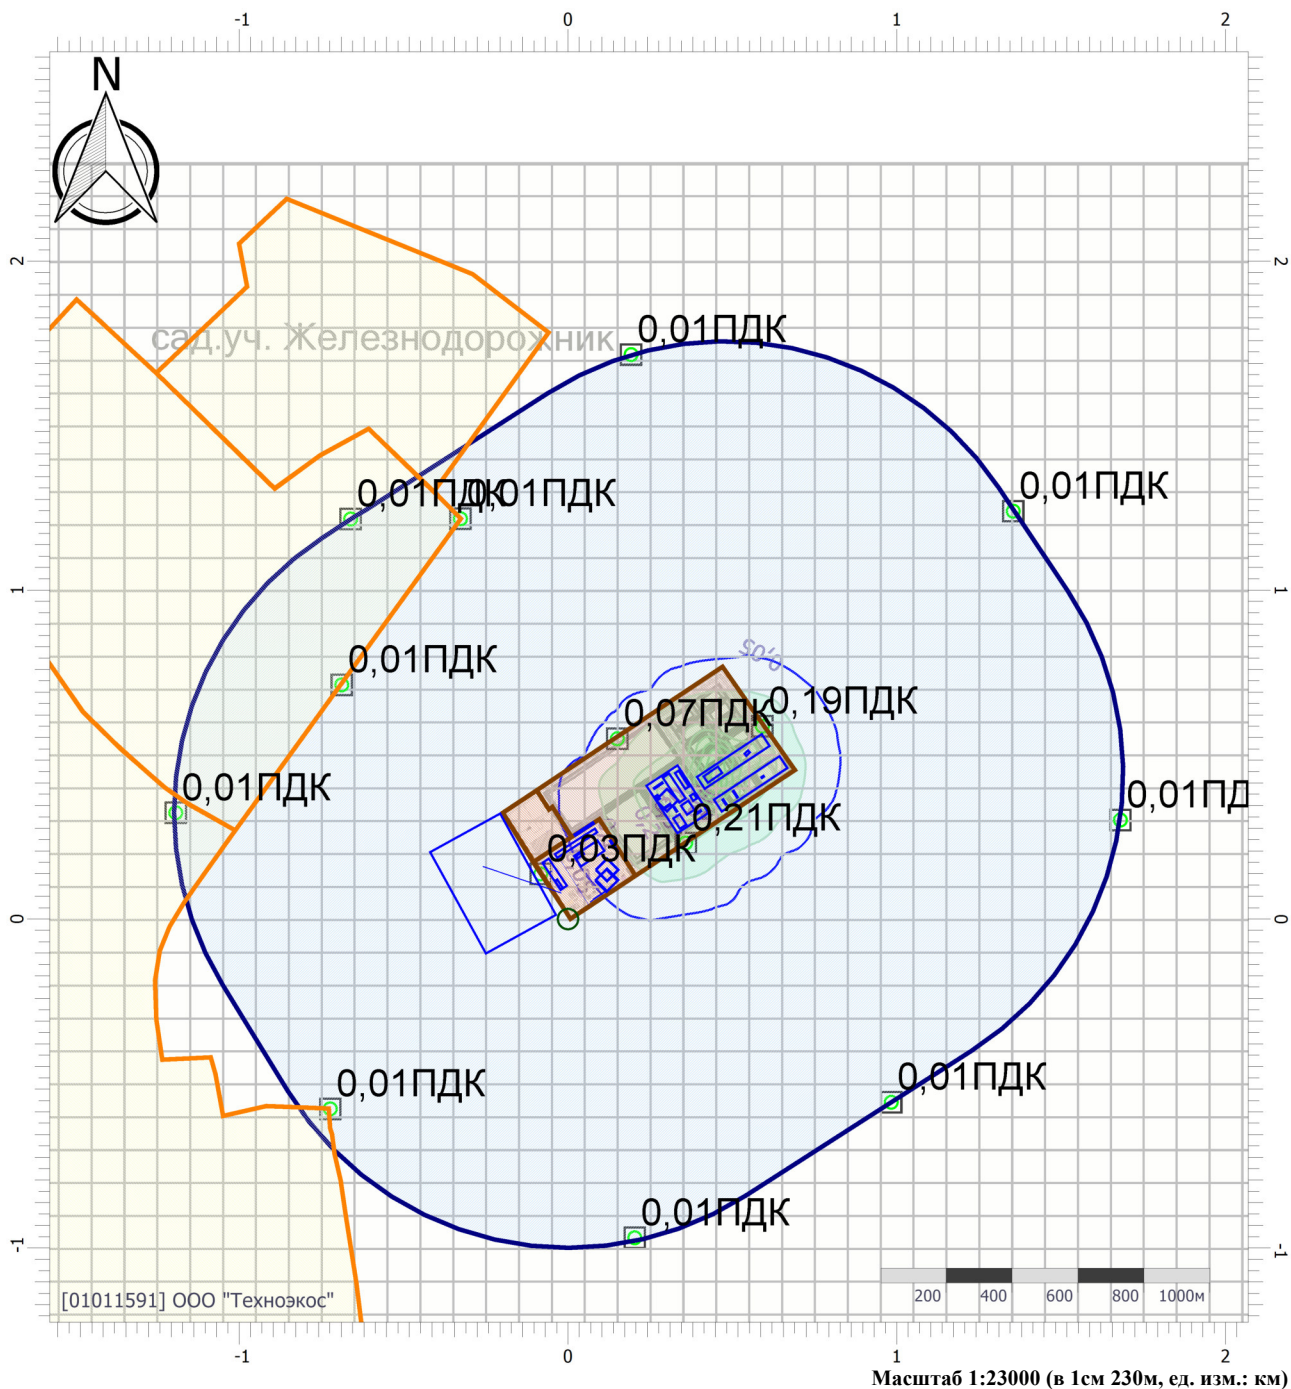 -1 0 1 2
N
2 2
сад.уч. Железнодорожник
0,01ПДК
0,01ПДК
0,01ПДК
0,01ПДК
1 1
0,05
0,01ПДК
0,19ПДК
0,07ПДК
0,01ПДК
0,01ПД
0,21ПДК
0,03ПДК
0 0
0,01ПДК
0,01ПДК
0,01ПДК
-1 -1
[01011591] ООО "Техноэкос"
200 400 600 800 1000м
-1 0 1 2
Масштаб 1:23000 (в 1см 230м, ед. изм.: км)